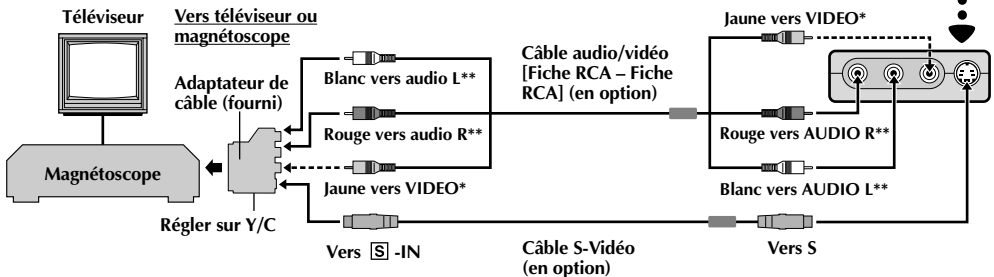 Téléviseur
Vers téléviseur ou
magnétoscope
Jaune vers VIDEO*
Câble audio/vidéo
[Fiche RCA – Fiche
RCA] (en option)
Blanc vers audio L**
Adaptateur de
câble (fourni)
Rouge vers audio R**
Rouge vers AUDIO R**
Magnétoscope
Jaune vers VIDEO*
Blanc vers AUDIO L**
Régler sur Y/C
Vers S -IN
Câble S-Vidéo
(en option)
Vers S